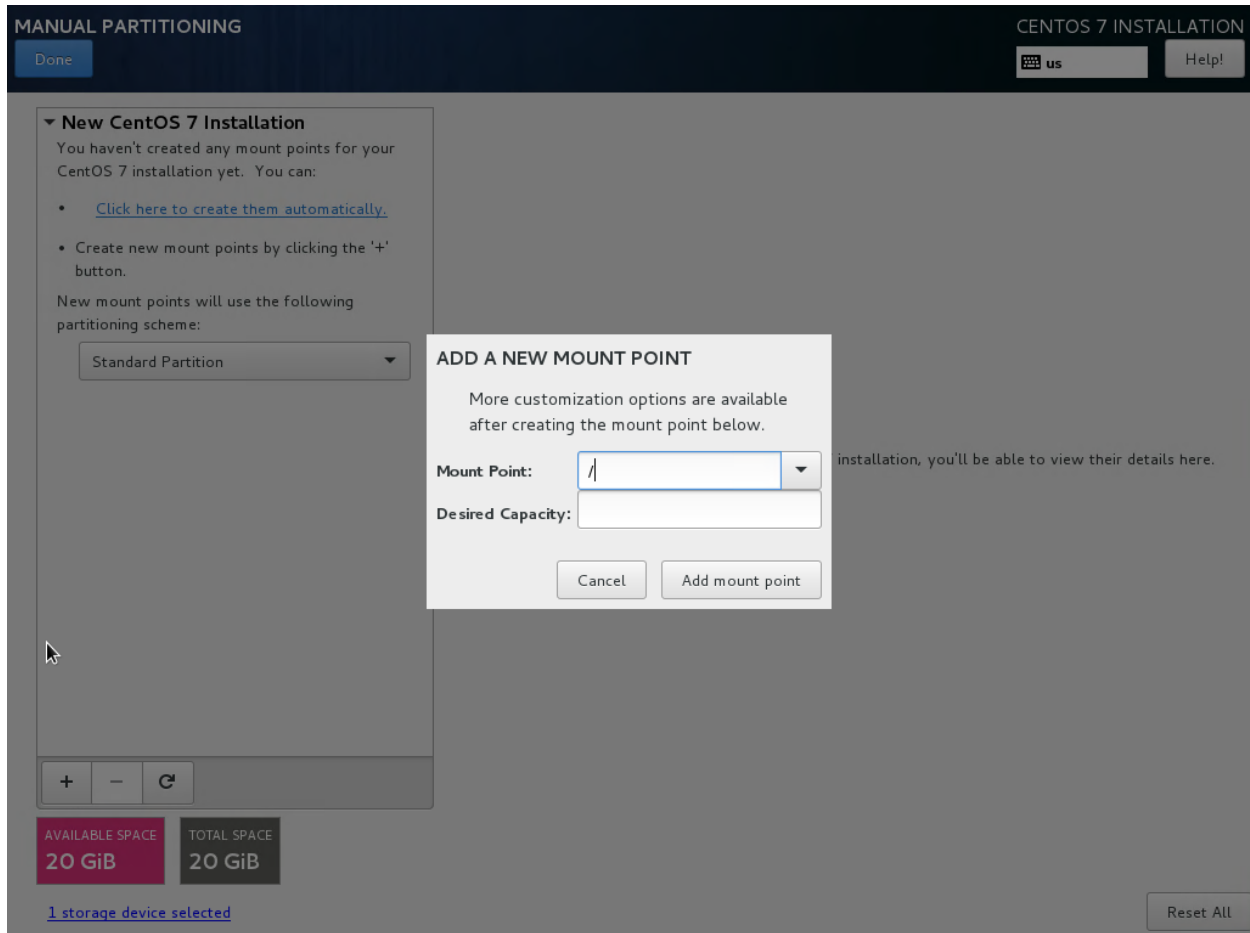 MANUAL PARTITIONING
CENTOS 7 INSTALLATION
Done
us
Help!
New CentOS 7 Installation
You haven't created any mount points for your
CentOS 7 installation yet. You can:
• Click here to create them automatically.
• Create new mount points by clicking the '+'
button.
New mount points will use the following
partitioning scheme:
Standard Partition
ADD A NEW MOUNT POINT
More customization options are available
after creating the mount point below.
Mount Point: /
installation, you'll be able to view their details here.
Desired Capacity:
Cancel
Add mount point
+ −
AVAILABLE SPACE
20 GiB
TOTAL SPACE
20 GiB
1 storage device selected
Reset All